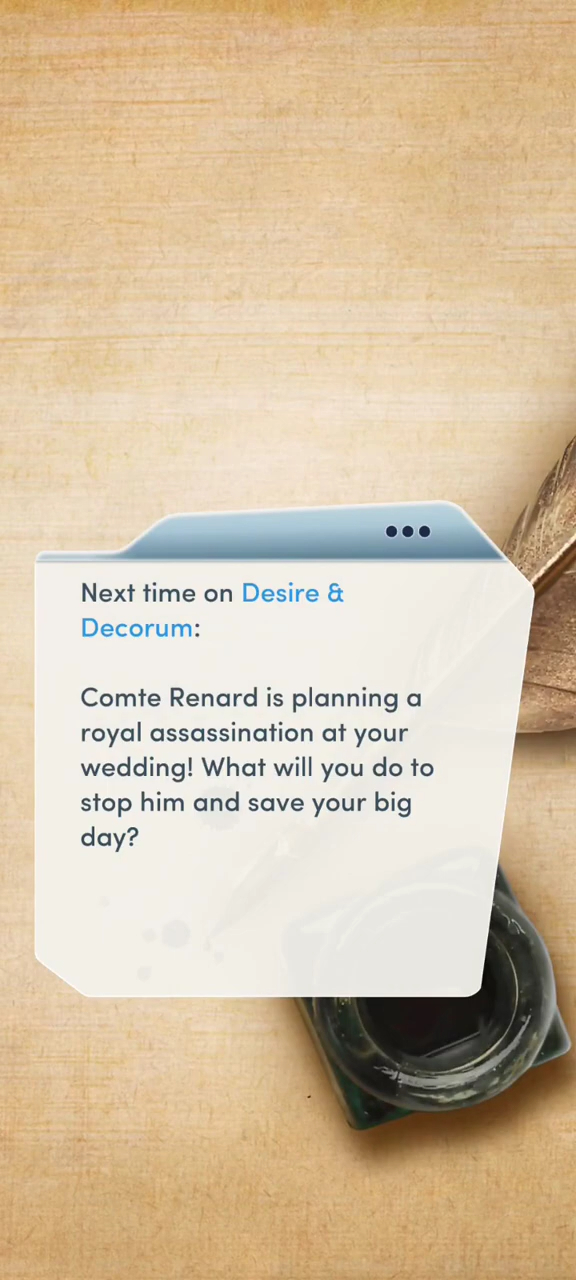 Next time on Desire &
Decorum:
Comte Renard is planning a
royal assassination at your
wedding! What will you do to
stop him and save your big
day?